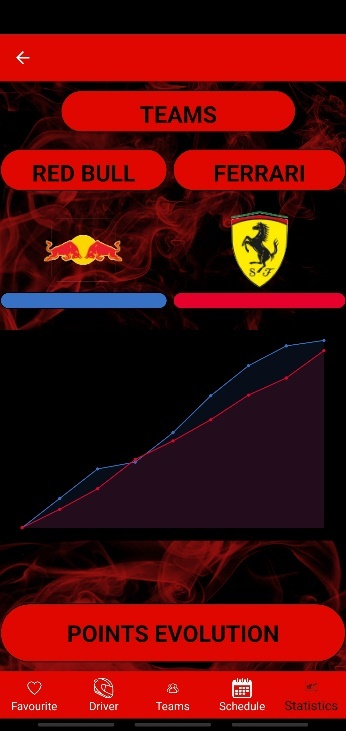 TEAMS
RED BULL
FERRARI
S F
POINTS EVOLUTION
Favourite
Driver
Teams
Schedule
Statistics